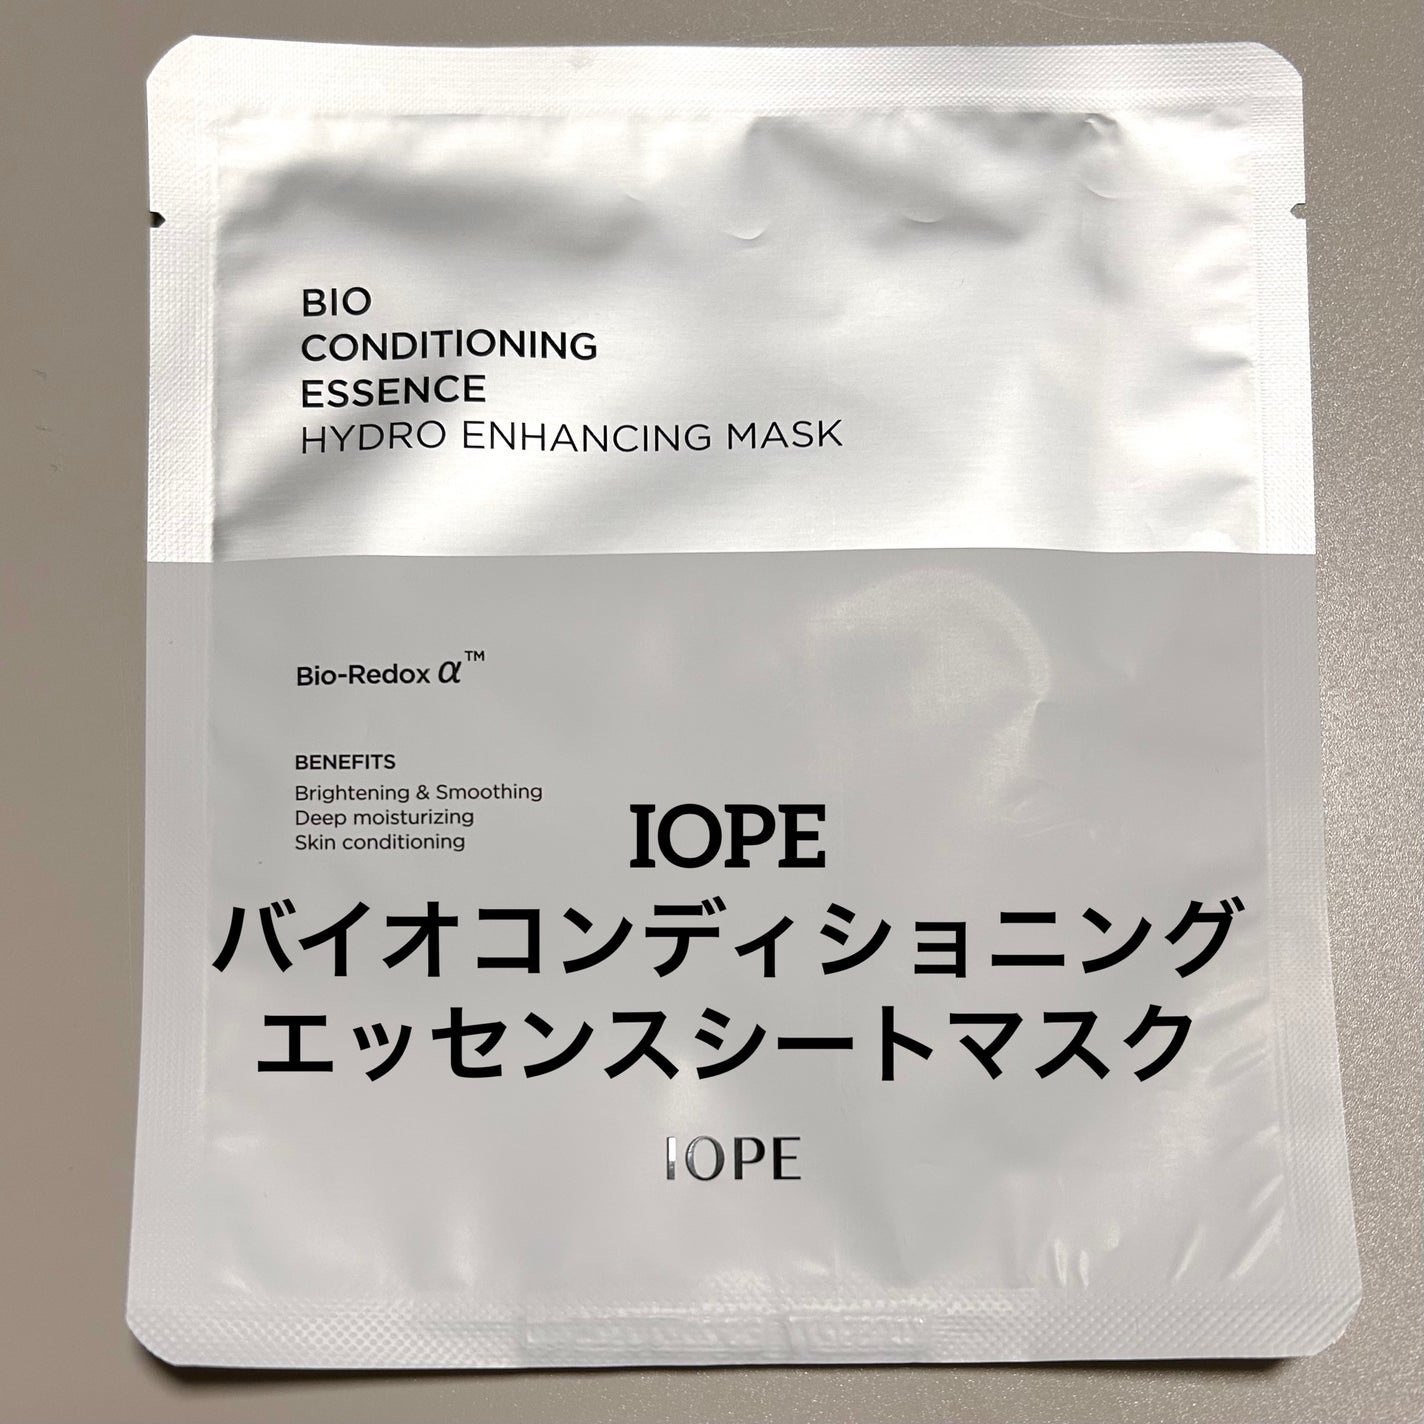 BIO
CONDITIONING
ESSENCE
HYDRO ENHANCING MASK
Bio-Redox α™
BENEFITS
Brightening & Smoothing
Deep moisturizing
Skin conditioning
IOPE
バイオコンディショニング
エッセンスシートマスク
IOPE